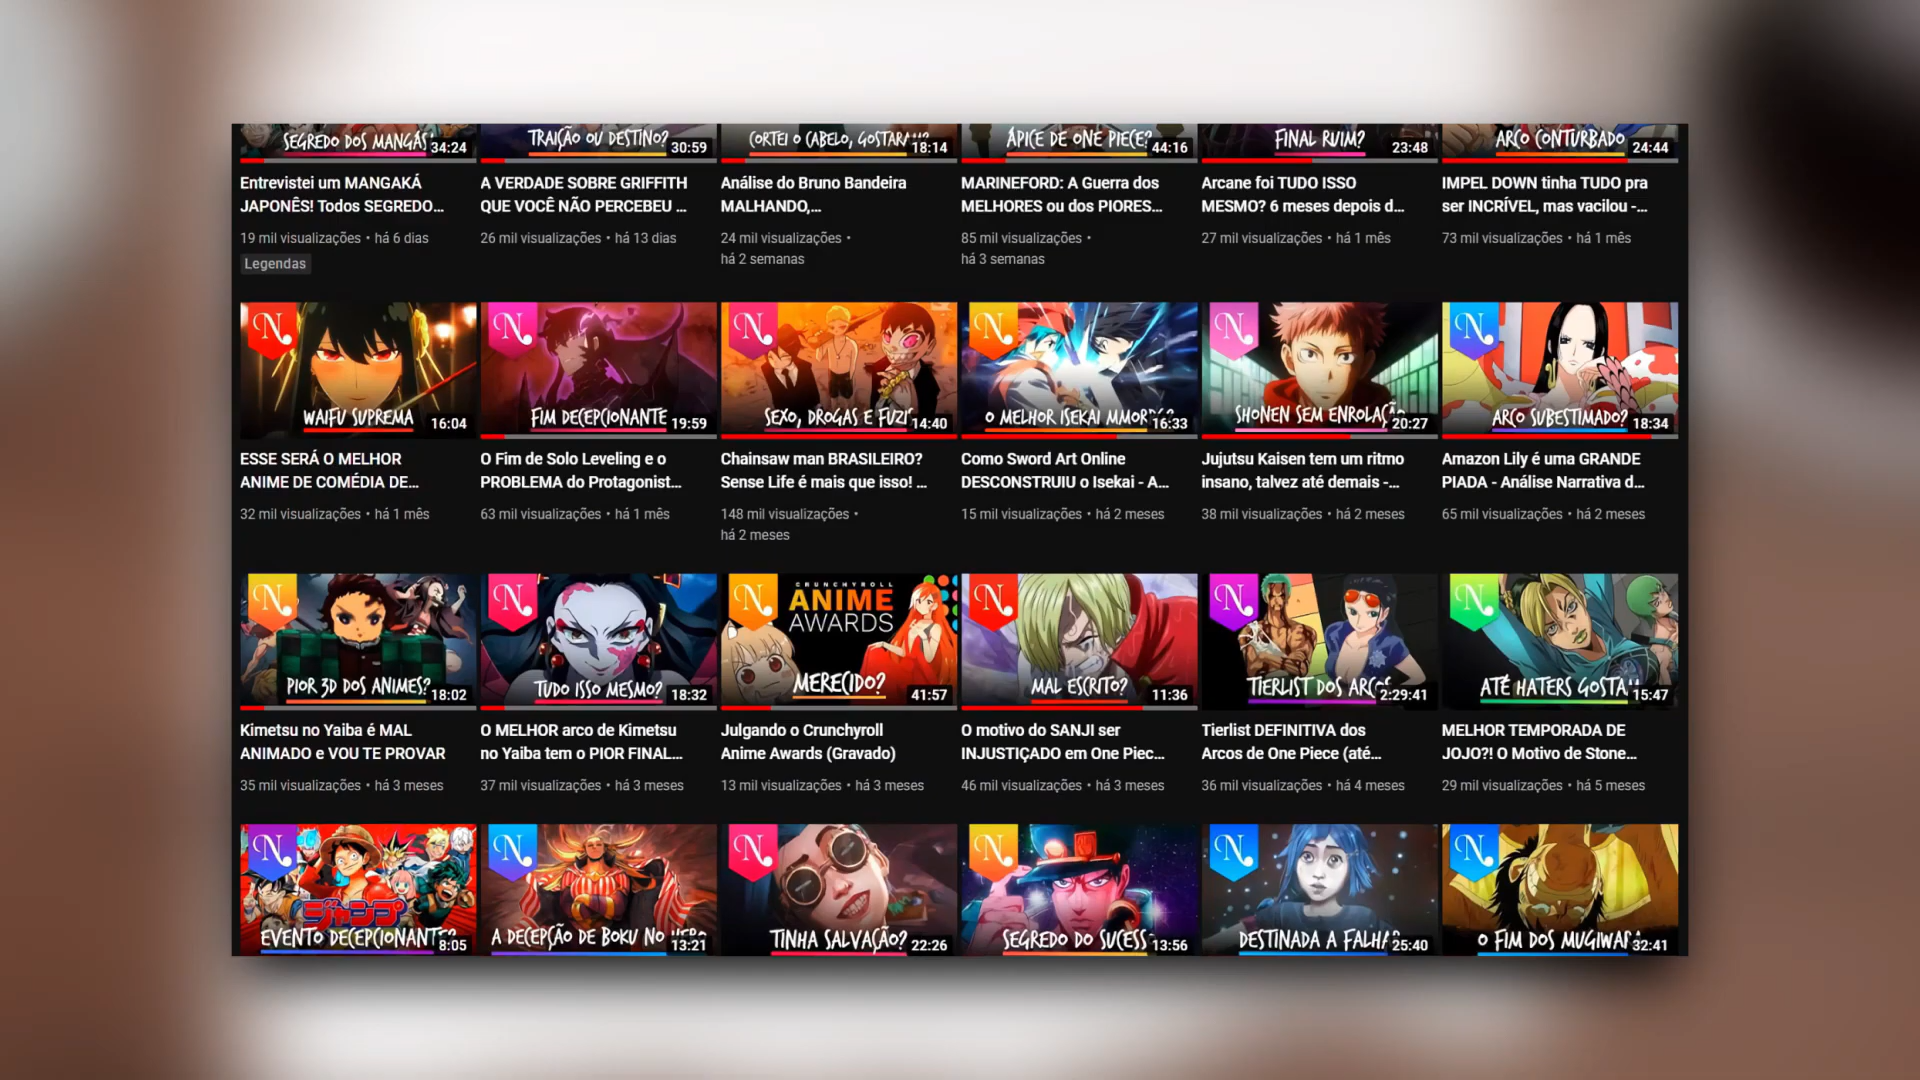 SEGREDO DOS MANGÁS
34:24
TRAIÇÃO OU DESTINO?
30:59
CORTEI O CABELO, GOSTARAM?
18:14
ÁPICE DE ONE PIECE?
44:16
FINAL RUIM?
23:48
ARCO CONTURBADO
24:44
Entrevistei um MANGAKÁ
JAPONÊS! Todos SEGREDO...
19 mil visualizações • há 6 dias
Legendas
A VERDADE SOBRE GRIFFITH
QUE VOCÊ NÃO PERCEBEU ...
26 mil visualizações • há 13 dias
Análise do Bruno Bandeira
MALHANDO,...
24 mil visualizações •
há 2 semanas
MARINEFORD: A Guerra dos
MELHORES ou dos PIORES...
85 mil visualizações •
há 3 semanas
Arcane foi TUDO ISSO
MESMO? 6 meses depois d...
27 mil visualizações • há 1 mês
IMPEL DOWN tinha TUDO pra
ser INCRÍVEL, mas vacilou -...
73 mil visualizações • há 1 mês
N
WAIFU SUPREMA
16:04
N
FIM DECEPCIONANTE
19:59
N
SEXO, DROGAS E
14:40
N
O MELHOR ISEKAI
16:33
N
SHONEN SEM ENROLAÇÃO
20:27
N
ARCO SUBESTIMADO?
18:34
ESSE SERÁ O MELHOR
ANIME DE COMÉDIA DE...
32 mil visualizações • há 1 mês
O Fim de Solo Leveling e o
PROBLEMA do Protagonist...
63 mil visualizações • há 1 mês
Chainsaw man BRASILEIRO?
Sense Life é mais que isso! ...
148 mil visualizações •
há 2 meses
Como Sword Art Online
DESCONSTRUIU o Isekai - A...
15 mil visualizações • há 2 meses
Jujutsu Kaisen tem um ritmo
insano, talvez até demais -...
38 mil visualizações • há 2 meses
Amazon Lily é uma GRANDE
PIADA - Análise Narrativa d...
65 mil visualizações • há 2 meses
N
PIOR 3D DOS ANIMES?
18:02
N
TUDO ISSO MESMO?
18:32
N
CRUNCHYROLL
ANIME
AWARDS
MERECIDO?
41:57
N
MAL ESCRITO?
11:36
N
TIERLIST DOS ARCOS
2:29:41
N
ATÉ HATERS
15:47
Kimetsu no Yaiba é MAL
ANIMADO e VOU TE PROVAR
35 mil visualizações • há 3 meses
O MELHOR arco de Kimetsu
no Yaiba tem o PIOR FINAL...
37 mil visualizações • há 3 meses
Julgando o Crunchyroll
Anime Awards (Gravado)
13 mil visualizações • há 3 meses
O motivo do SANJI ser
INJUSTIÇADO em One Piec...
46 mil visualizações • há 3 meses
Tierlist DEFINITIVA dos
Arcos de One Piece (até...
36 mil visualizações • há 4 meses
MELHOR TEMPORADA DE
JOJO?! O Motivo de Stone...
29 mil visualizações • há 5 meses
N
ジャンプ
EVENTO DECEPCIONANTE?
8:05
N
A DECEPÇÃO DE BOKU NO HERO
13:21
N
TINHA SALVAÇÃO?
22:26
N
SEGREDO DO SUCESSO
13:56
N
DESTINADA A FALHAR
25:40
N
O FIM DOS
32:41